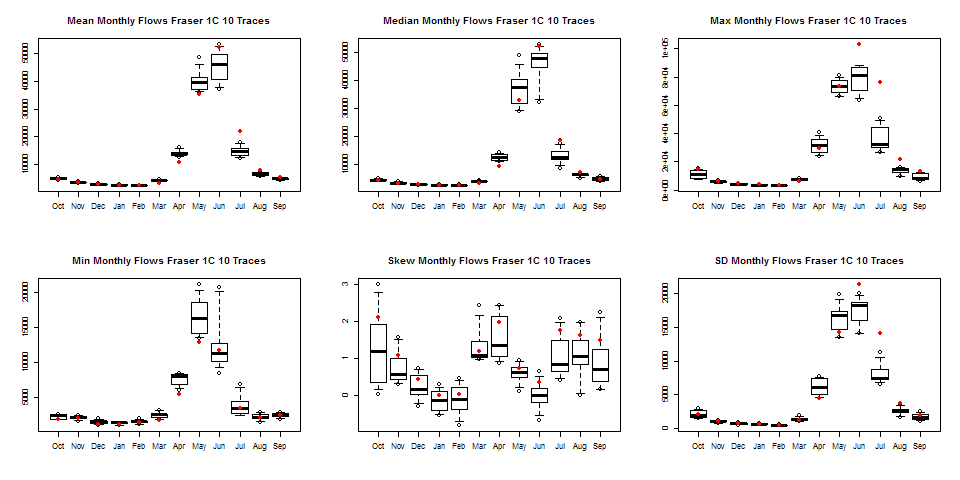 Mean Monthly Flows Fraser 1C 10 Traces
50000
40000
30000
20000
10000
Oct Nov Dec Jan Feb Mar Apr May Jun Jul Aug Sep
Median Monthly Flows Fraser 1C 10 Traces
50000
40000
30000
20000
10000
Oct Nov Dec Jan Feb Mar Apr May Jun Jul Aug Sep
Max Monthly Flows Fraser 1C 10 Traces
1e+05
8e+04
6e+04
4e+04
2e+04
0e+00
Oct Nov Dec Jan Feb Mar Apr May Jun Jul Aug Sep
Min Monthly Flows Fraser 1C 10 Traces
20000
15000
10000
5000
Oct Nov Dec Jan Feb Mar Apr May Jun Jul Aug Sep
Skew Monthly Flows Fraser 1C 10 Traces
3
2
1
0
Oct Nov Dec Jan Feb Mar Apr May Jun Jul Aug Sep
SD Monthly Flows Fraser 1C 10 Traces
20000
15000
10000
5000
0
Oct Nov Dec Jan Feb Mar Apr May Jun Jul Aug Sep